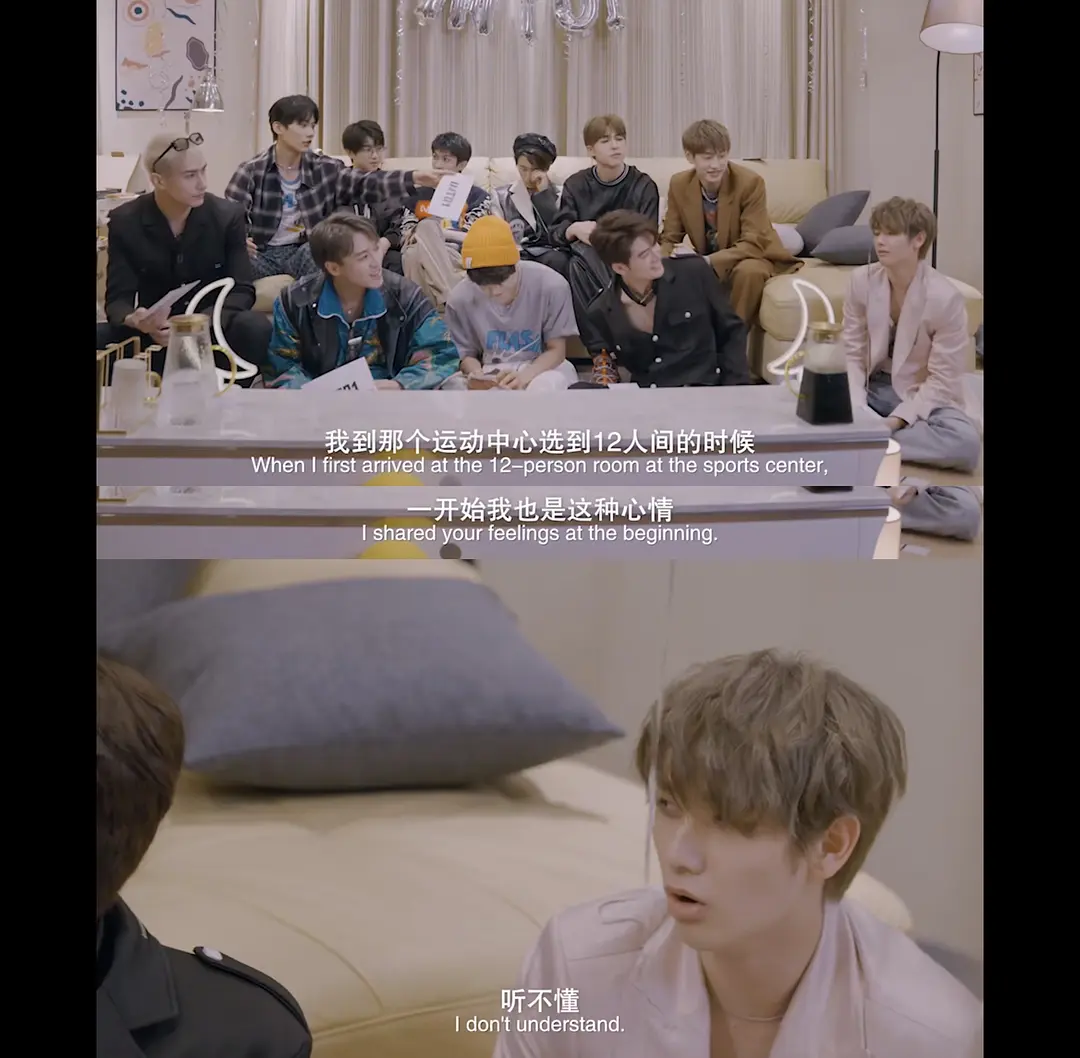 INTO1
我到那个运动中心选到12人间的时候
When I first arrived at the 12-person room at the sports center,
一开始我也是这种心情
I shared your feelings at the beginning.
听不懂
I don't understand.